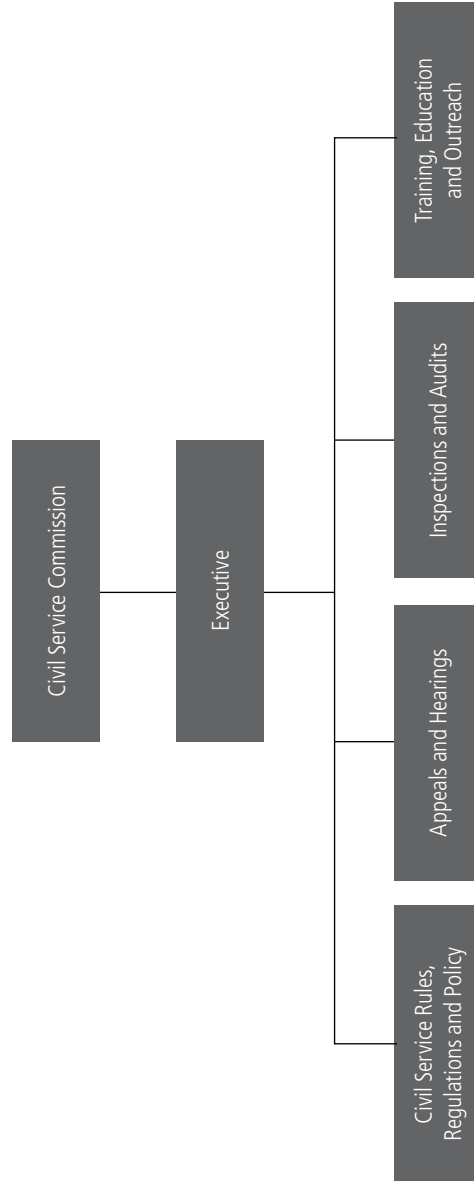 Civil Service Commission
Executive
Civil Service Rules,
Regulations and Policy
Appeals and Hearings
Inspections and Audits
Training, Education
and Outreach